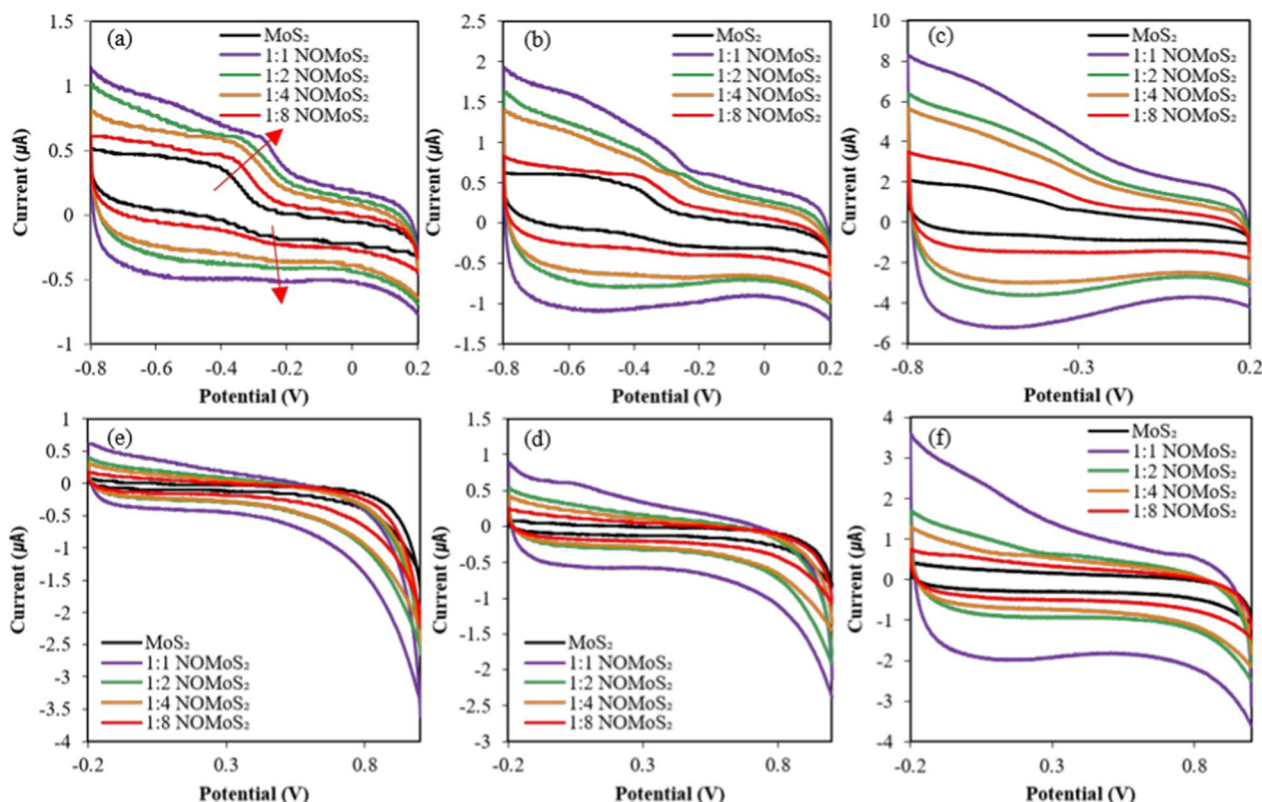 (a)
MoS₂
1:1 NOMoS₂
1:2 NOMoS₂
1:4 NOMoS₂
1:8 NOMoS₂
1.5
1
0.5
0
-0.5
-1
-0.8
-0.6
-0.4
-0.2
0
0.2
Current (µA)
Potential (V)
(b)
MoS₂
1:1 NOMoS₂
1:2 NOMoS₂
1:4 NOMoS₂
1:8 NOMoS₂
2.5
2
1.5
1
0.5
0
-0.5
-1
-1.5
-0.8
-0.6
-0.4
-0.2
0
0.2
Current (µA)
Potential (V)
(c)
MoS₂
1:1 NOMoS₂
1:2 NOMoS₂
1:4 NOMoS₂
1:8 NOMoS₂
10
8
6
4
2
0
-2
-4
-6
-0.8
-0.3
0.2
Current (µA)
Potential (V)
(e)
1
0.5
0
-0.5
-1
-1.5
-2
-2.5
-3
-3.5
-4
MoS₂
1:1 NOMoS₂
1:2 NOMoS₂
1:4 NOMoS₂
1:8 NOMoS₂
-0.2
0.3
0.8
Current (µA)
Potential (V)
(d)
1.5
1
0.5
0
-0.5
-1
-1.5
-2
-2.5
-3
MoS₂
1:1 NOMoS₂
1:2 NOMoS₂
1:4 NOMoS₂
1:8 NOMoS₂
-0.2
0.3
0.8
Current (µA)
Potential (V)
(f)
MoS₂
1:1 NOMoS₂
1:2 NOMoS₂
1:4 NOMoS₂
1:8 NOMoS₂
4
3
2
1
0
-1
-2
-3
-4
-0.2
0.3
0.8
Current (µA)
Potential (V)